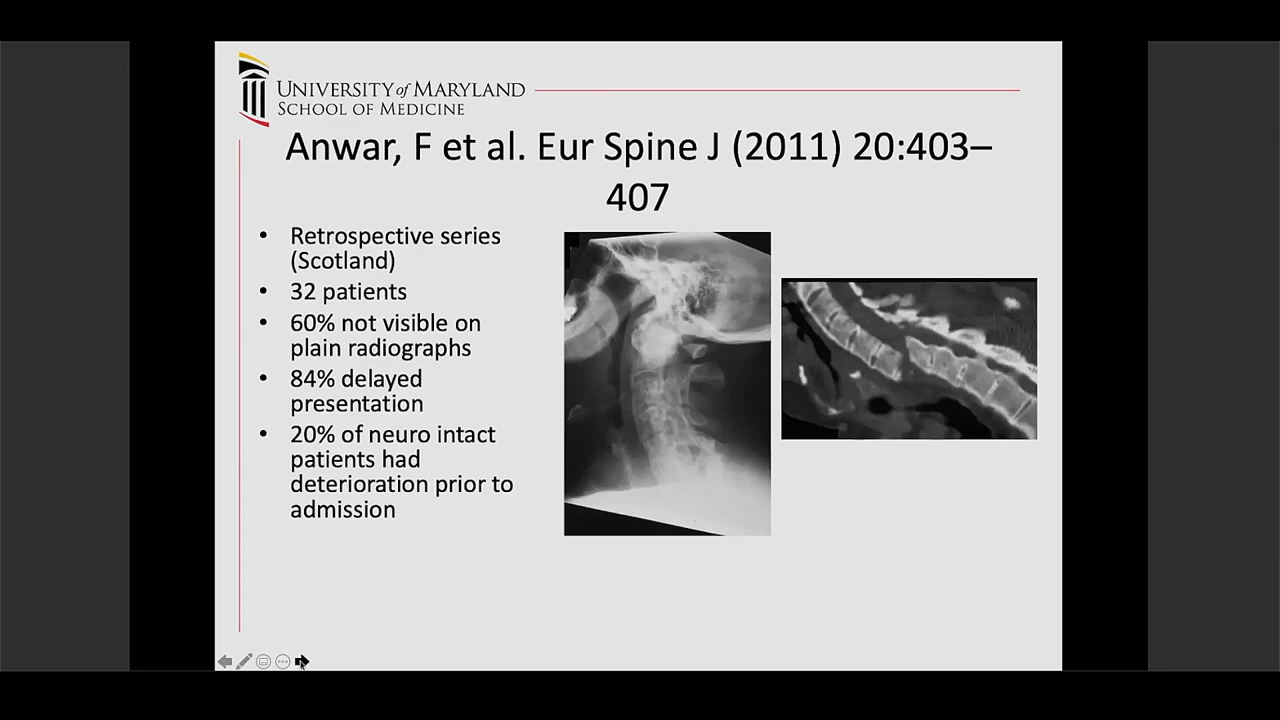 UNIVERSITY of MARYLAND
SCHOOL OF MEDICINE
Anwar, F et al. Eur Spine J (2011) 20:403–
407
• Retrospective series
(Scotland)
• 32 patients
• 60% not visible on
plain radiographs
• 84% delayed
presentation
• 20% of neuro intact
patients had
deterioration prior to
admission